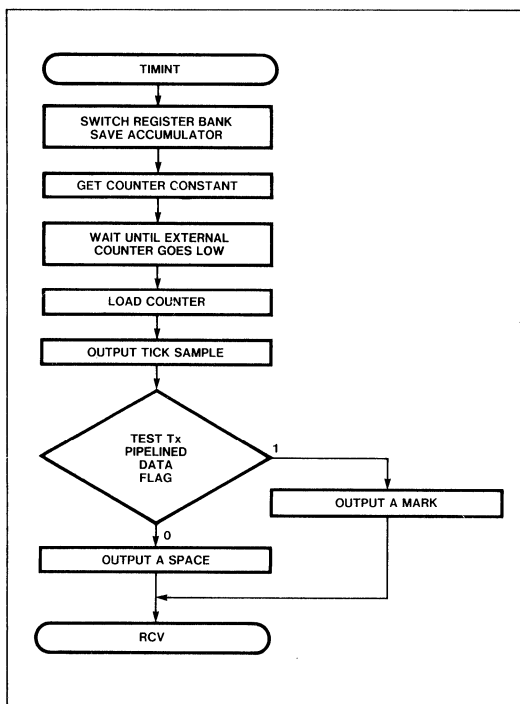 TIMINT
SWITCH REGISTER BANK
SAVE ACCUMULATOR
GET COUNTER CONSTANT
WAIT UNTIL EXTERNAL
COUNTER GOES LOW
LOAD COUNTER
OUTPUT TICK SAMPLE
TEST Tx
PIPELINED
DATA
FLAG
1
OUTPUT A MARK
0
OUTPUT A SPACE
RCV